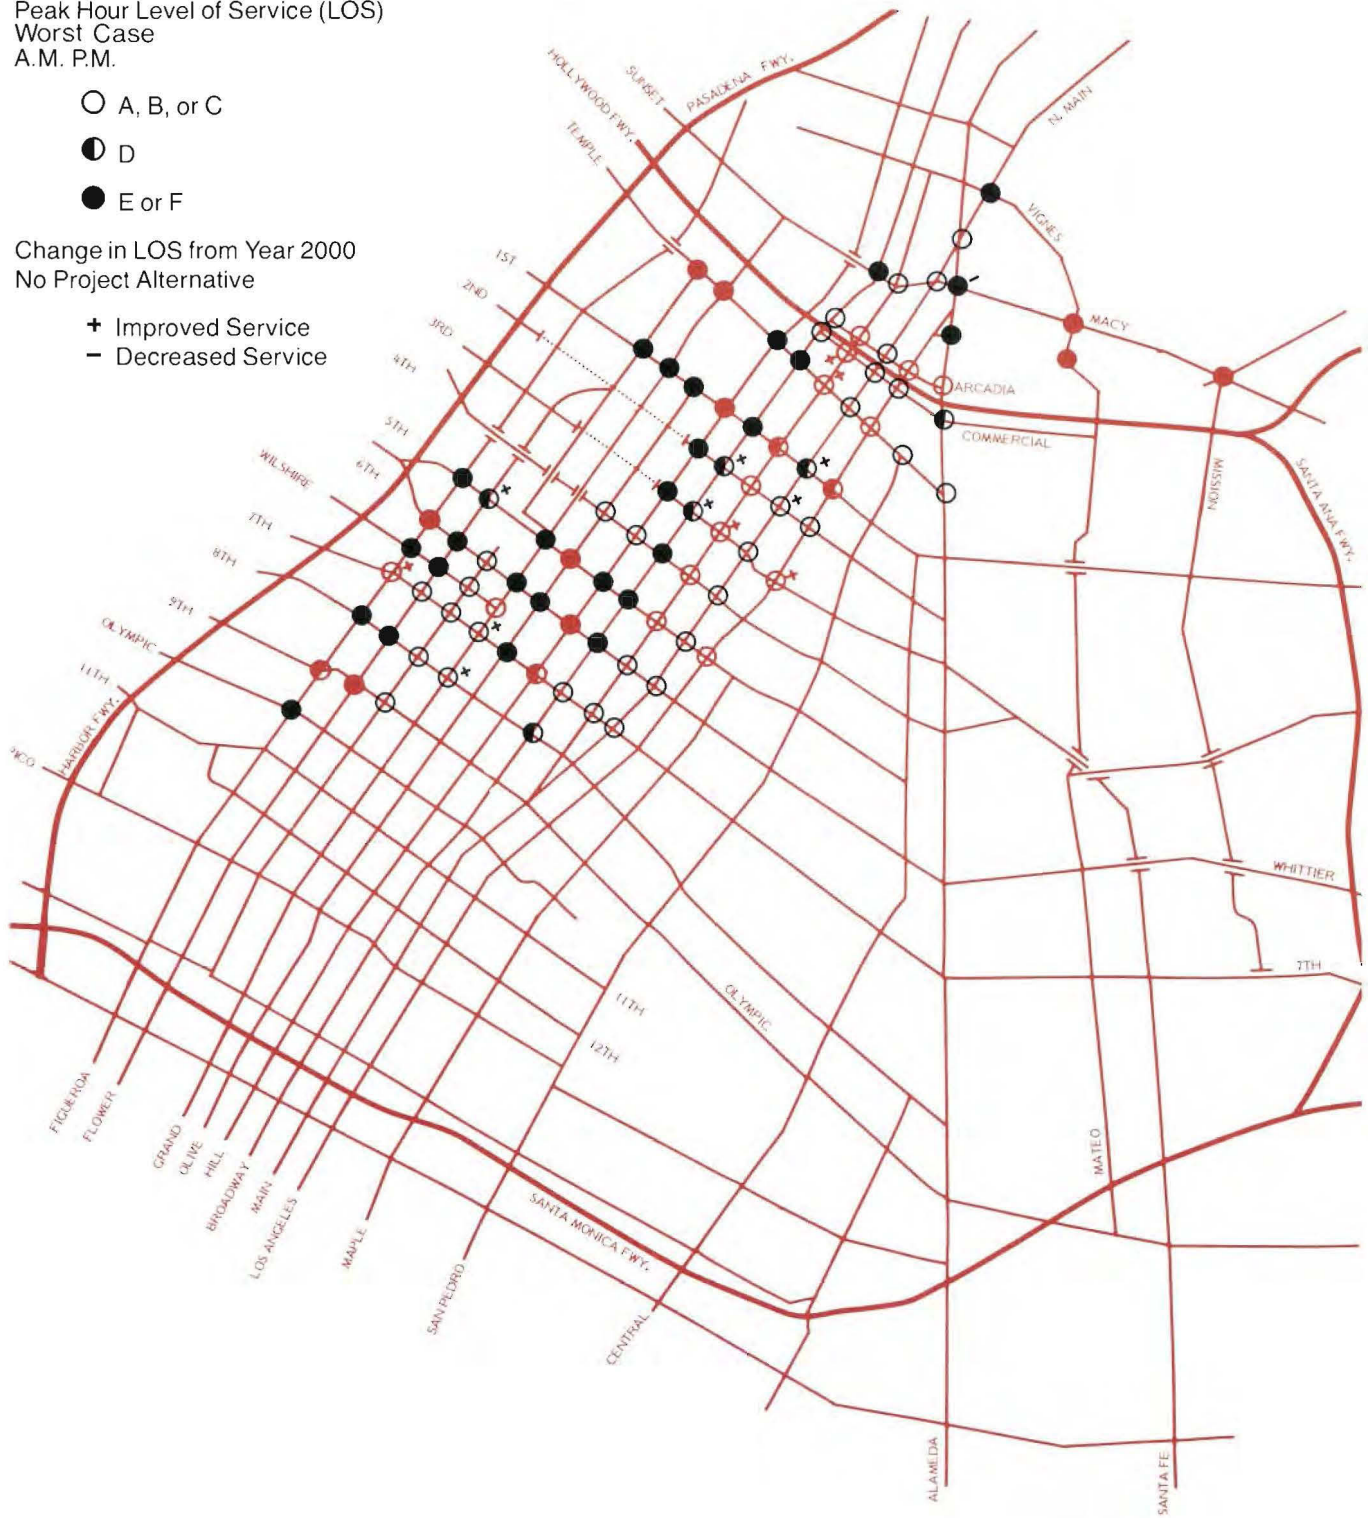 Peak Hour Level of Service (LOS)
Worst Case
A.M. P.M.
A, B, or C
D
E or F
Change in LOS from Year 2000
No Project Alternative
+ Improved Service
− Decreased Service
HOLLYWOOD FWY.
SUNSET
PASADENA FWY.
TEMPLE
N. MAIN
VIGNES
1ST
2ND
3RD
4TH
5TH
6TH
WILSHIRE
7TH
8TH
9TH
OLYMPIC
11TH
HARBOR FWY.
PICO
MACY
ARCADIA
COMMERCIAL
MISSION
SANTA ANA FWY.
WHITTIER
7TH
OLYMPIC
11TH
12TH
FIGUEROA
FLOWER
GRAND
OLIVE
HILL
BROADWAY
MAIN
LOS ANGELES
MAPLE
SAN PEDRO
SANTA MONICA FWY.
CENTRAL
MATEO
ALAMEDA
SANTA FE